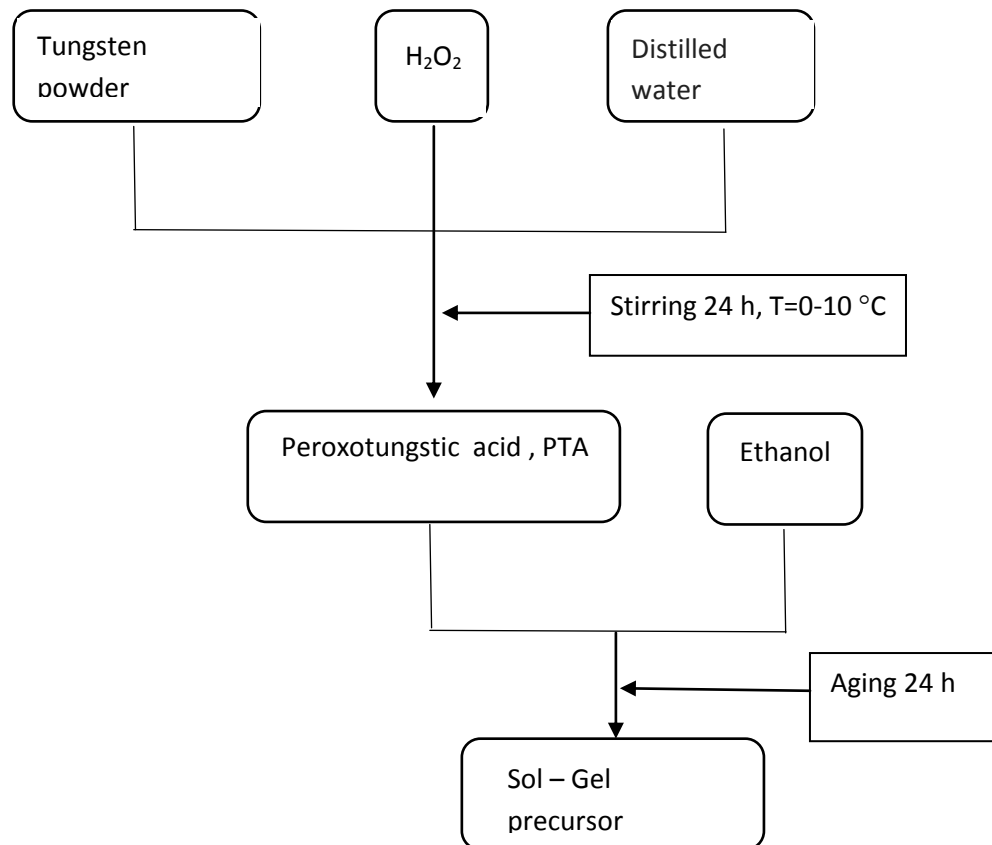 Tungsten
powder
H₂O₂
Distilled
water
Stirring 24 h, T=0-10 °C
Peroxotungstic acid , PTA
Ethanol
Aging 24 h
Sol – Gel
precursor